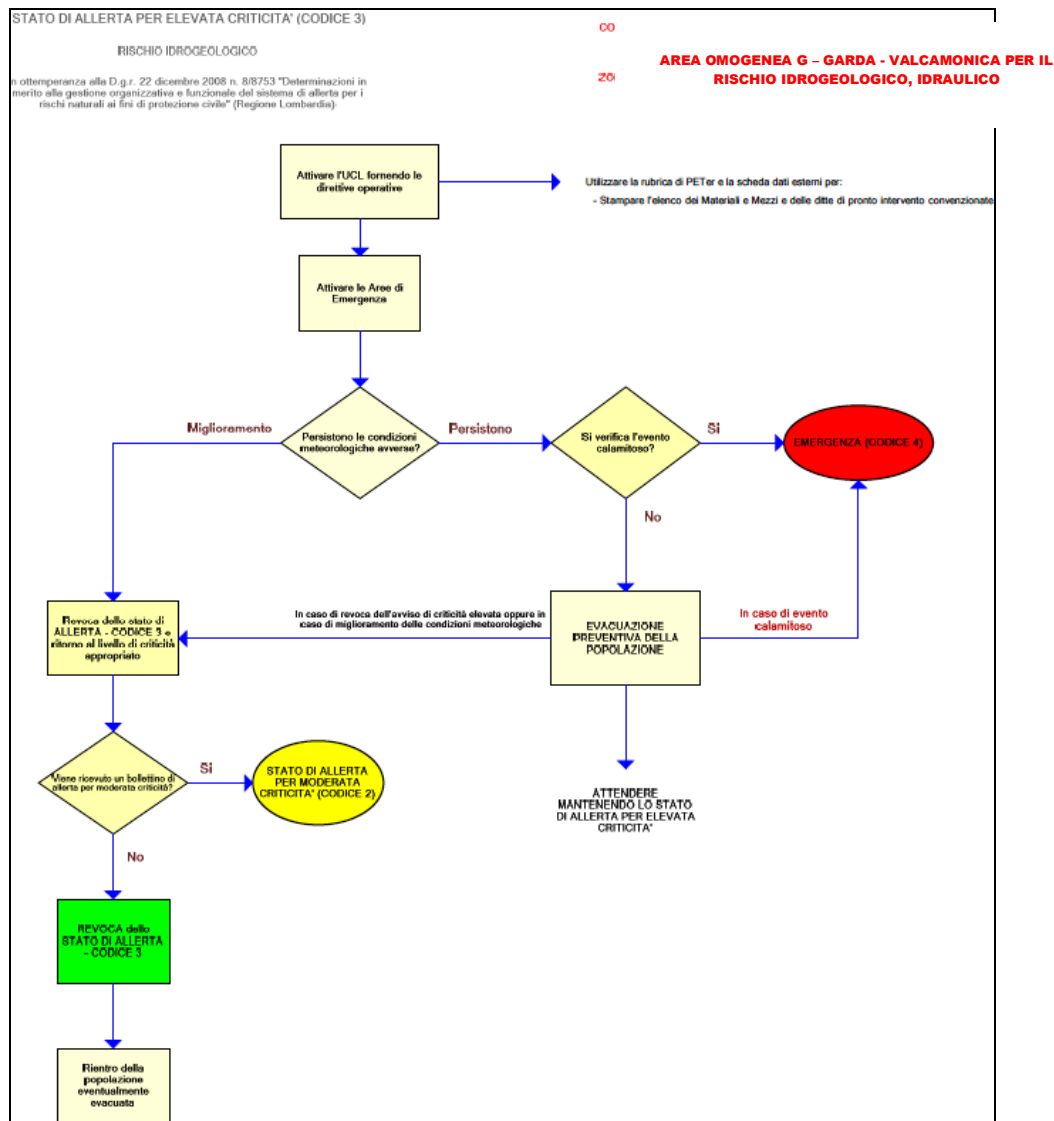 STATO DI ALLERTA PER ELEVATA CRITICITA' (CODICE 3)
RISCHIO IDROGEOLOGICO
n ottemperanza alla D.g.r. 22 dicembre 2008 n. 8/8753 "Determinazioni in
merito alla gestione organizzativa e funzionale del sistema di allerta per i
rischi naturali ai fini di protezione civile" (Regione Lombardia)
CO
ZO
AREA OMOGENEA G – GARDA - VALCAMONICA PER IL
RISCHIO IDROGEOLOGICO, IDRAULICO
Attivare l'UCL fornendo le
direttive operative
Utilizzare la rubrica di PETer e la scheda dati esterni per:
- Stampare l'elenco dei Materiali e Mezzi e delle ditte di pronto intervento convenzionate
Attivare le Aree di
Emergenza
Miglioramento
Persistono le condizioni
meteorologiche avverse?
Persistono
Si verifica l'evento
calamitoso?
Si
EMERGENZA (CODICE 4)
No
Revoca dello stato di
ALLERTA - CODICE 3 e
ritorno al livello di criticità
appropriato
In caso di revoca dell'avviso di criticità elevata oppure in
caso di miglioramento delle condizioni meteorologiche
EVACUAZIONE
PREVENTIVA DELLA
POPOLAZIONE
In caso di evento
calamitoso
Viene ricevuto un bollettino di
allerta per moderata criticità?
Si
STATO DI ALLERTA
PER MODERATA
CRITICITA' (CODICE 2)
ATTENDERE
MANTENENDO LO STATO
DI ALLERTA PER ELEVATA
CRITICITA'
No
REVOCA dello
STATO DI ALLERTA
- CODICE 3
Rientro della
popolazione
eventualmente
evacuata